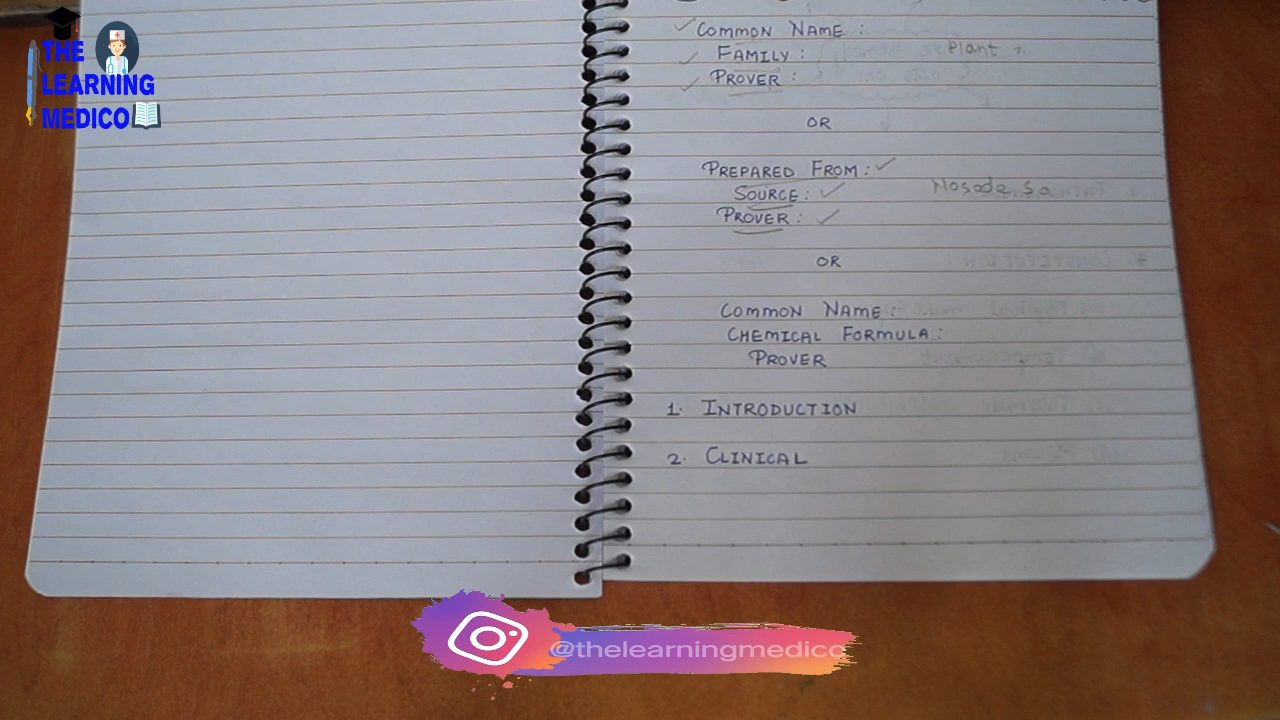 THE
LEARNING
MEDICO
COMMON NAME :
FAMILY :
Plant
PROVER :
OR
PREPARED FROM :
SOURCE :
Nosode, Sa
PROVER :
OR
COMMON NAME :
CHEMICAL FORMULA :
PROVER
1. INTRODUCTION
2. CLINICAL
@thelearningmedico